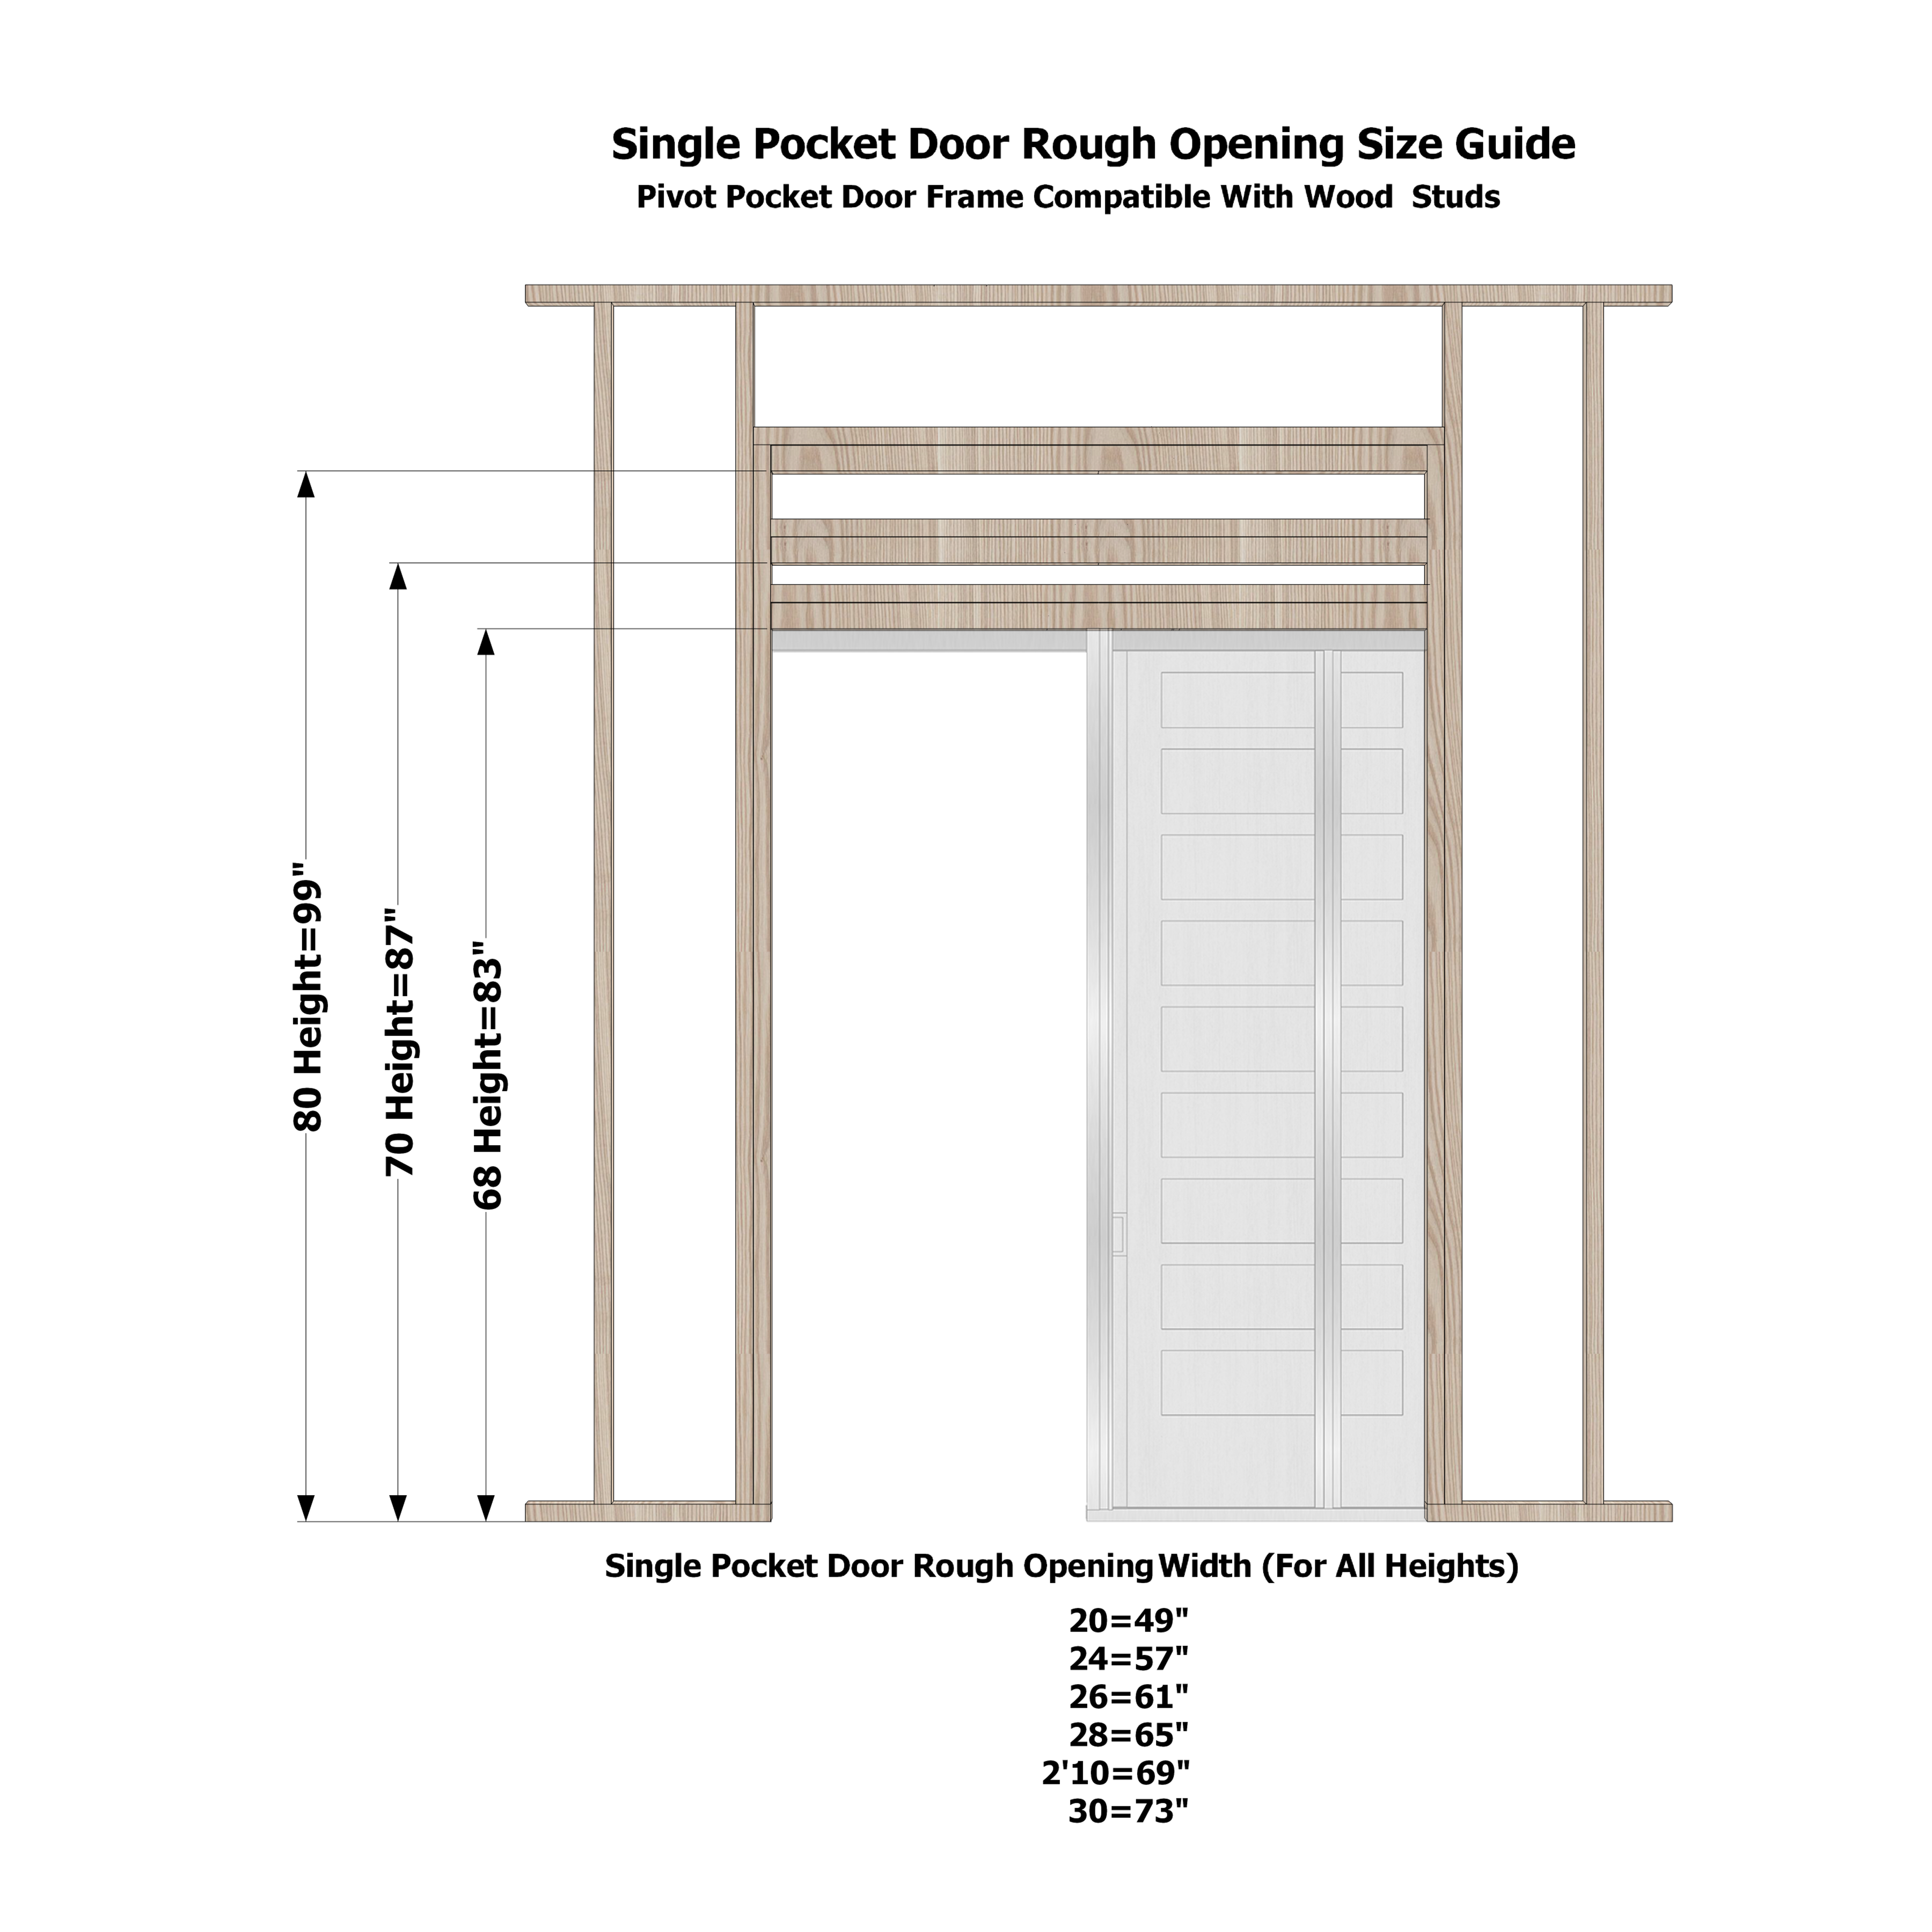 Single Pocket Door Rough Opening Size Guide
Pivot Pocket Door Frame Compatible With Wood Studs
80 Height=99"
70 Height=87"
68 Height=83"
Single Pocket Door Rough Opening Width (For All Heights)
20=49"
24=57"
26=61"
28=65"
2'10=69"
30=73"